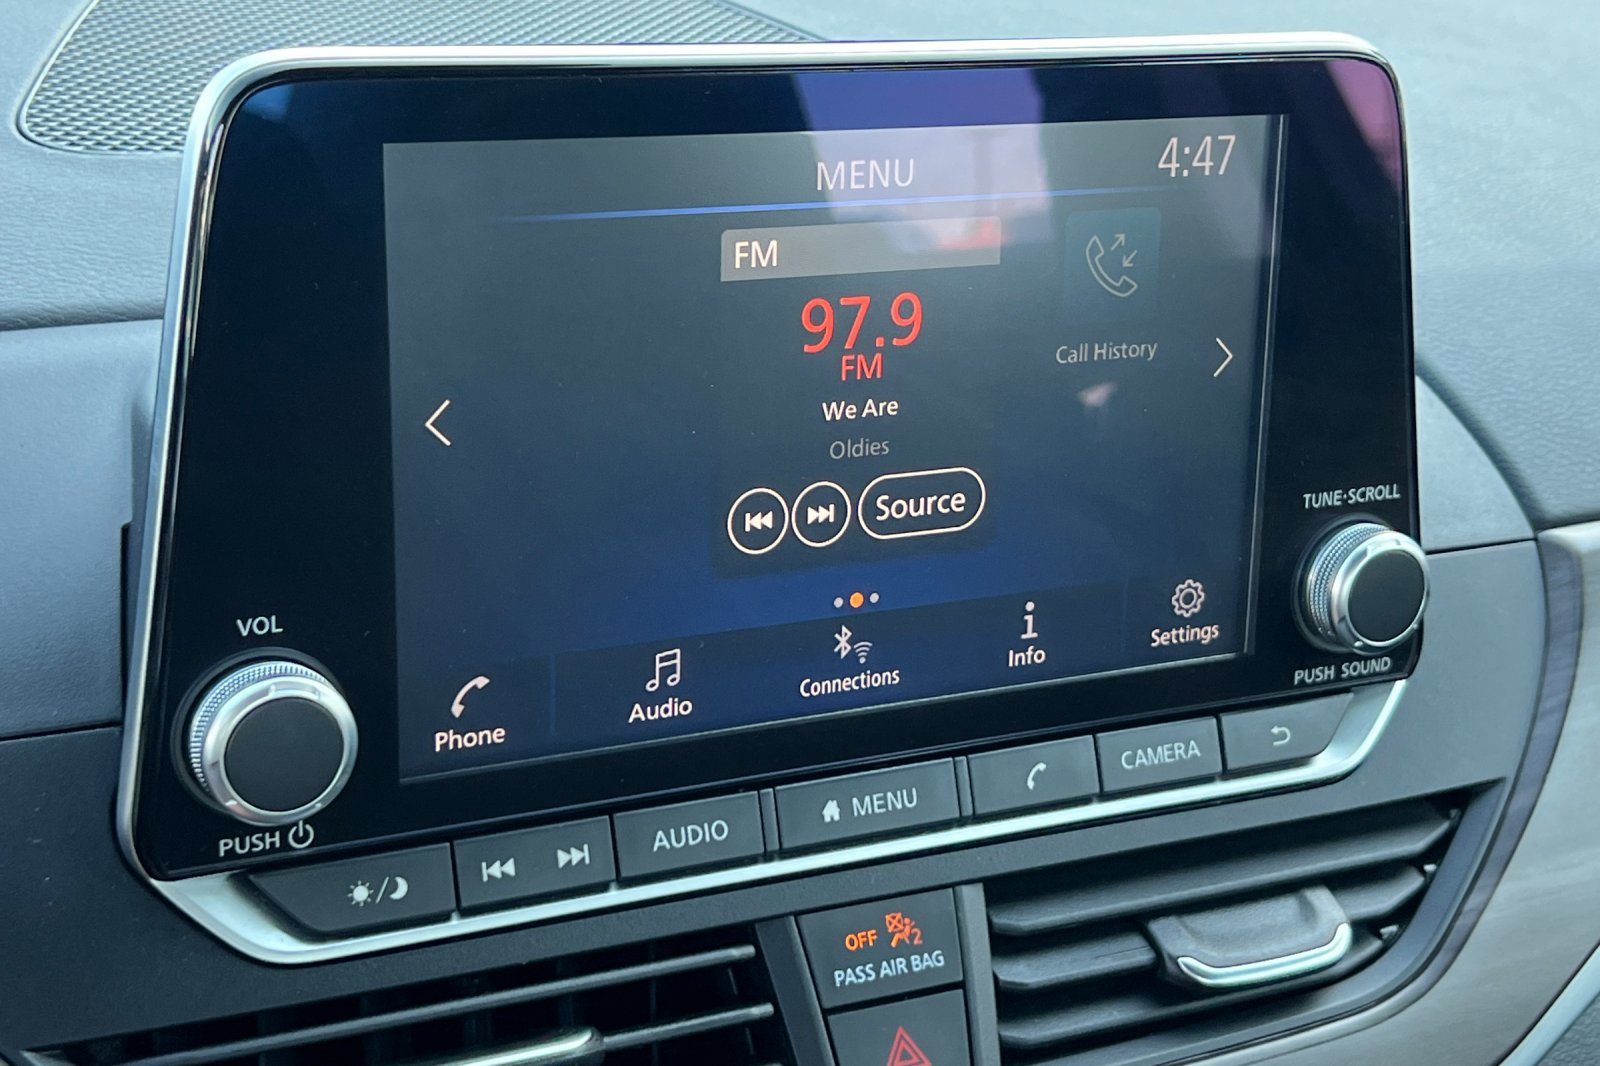 MENU
4:47
FM
97.9
FM
We Are
Oldies
Source
Call History
Phone
Audio
Connections
Info
Settings
VOL
PUSH
TUNE·SCROLL
PUSH SOUND
AUDIO
MENU
CAMERA
OFF
2
PASS AIR BAG